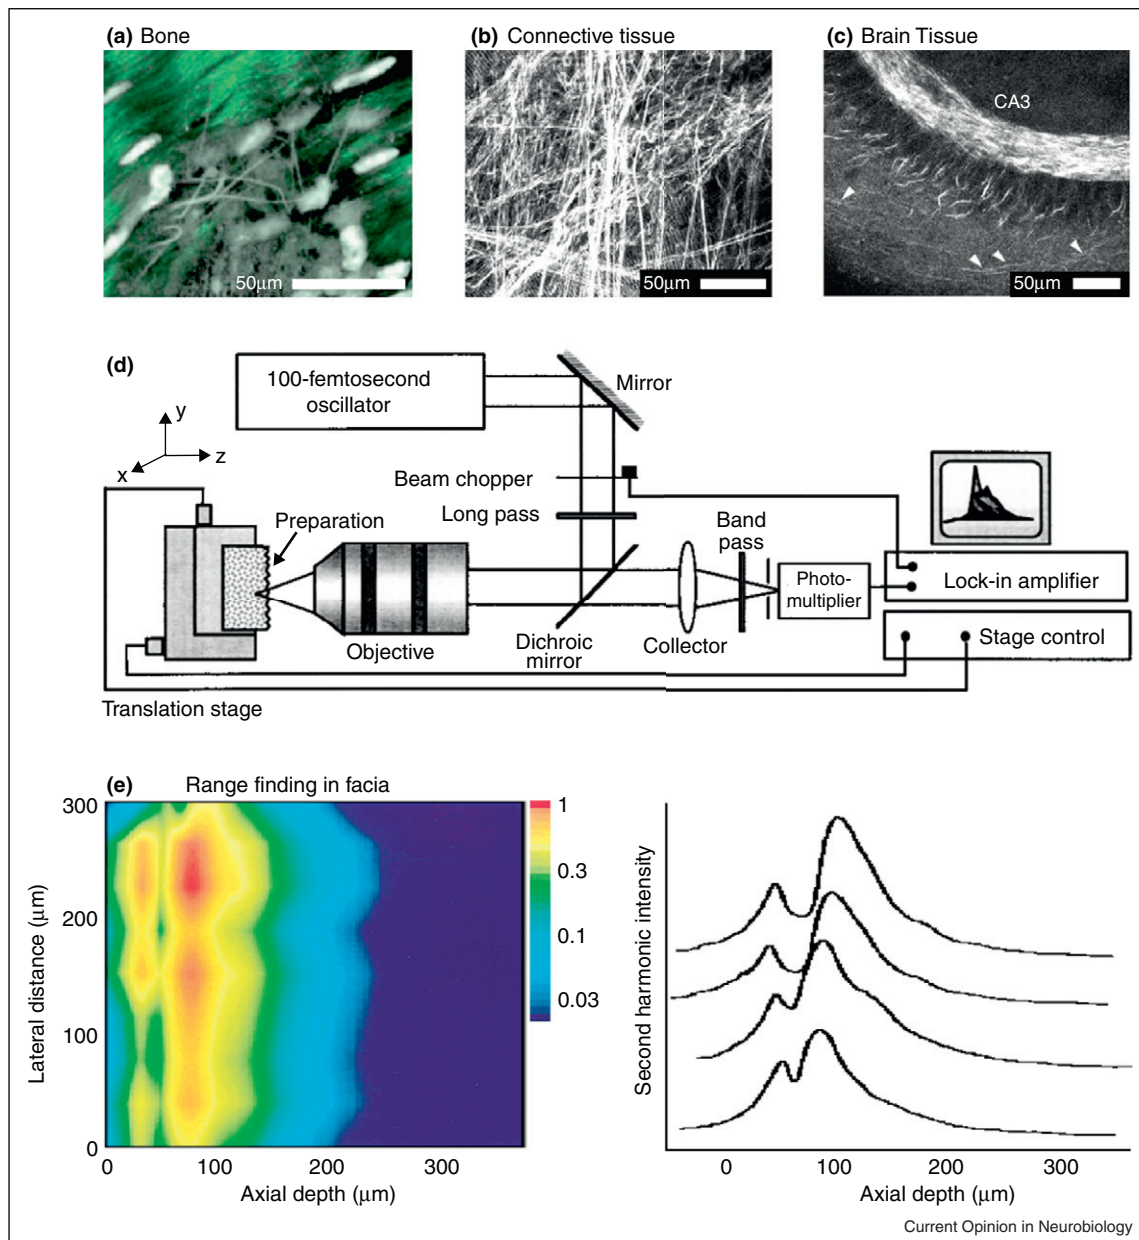 (a) Bone
(b) Connective tissue
(c) Brain Tissue
CA3
50μm
50μm
50μm
(d)
100-femtosecond
oscillator
Mirror
y
z
x
Beam chopper
Long pass
Preparation
Band
pass
Photo-
multiplier
Lock-in amplifier
Stage control
Objective
Dichroic
mirror
Collector
Translation stage
(e) Range finding in facia
Lateral distance (μm)
300
200
100
0
1
0.3
0.1
0.03
0 100 200 300
Axial depth (μm)
Second harmonic intensity
0 100 200 300
Axial depth (μm)
Current Opinion in Neurobiology